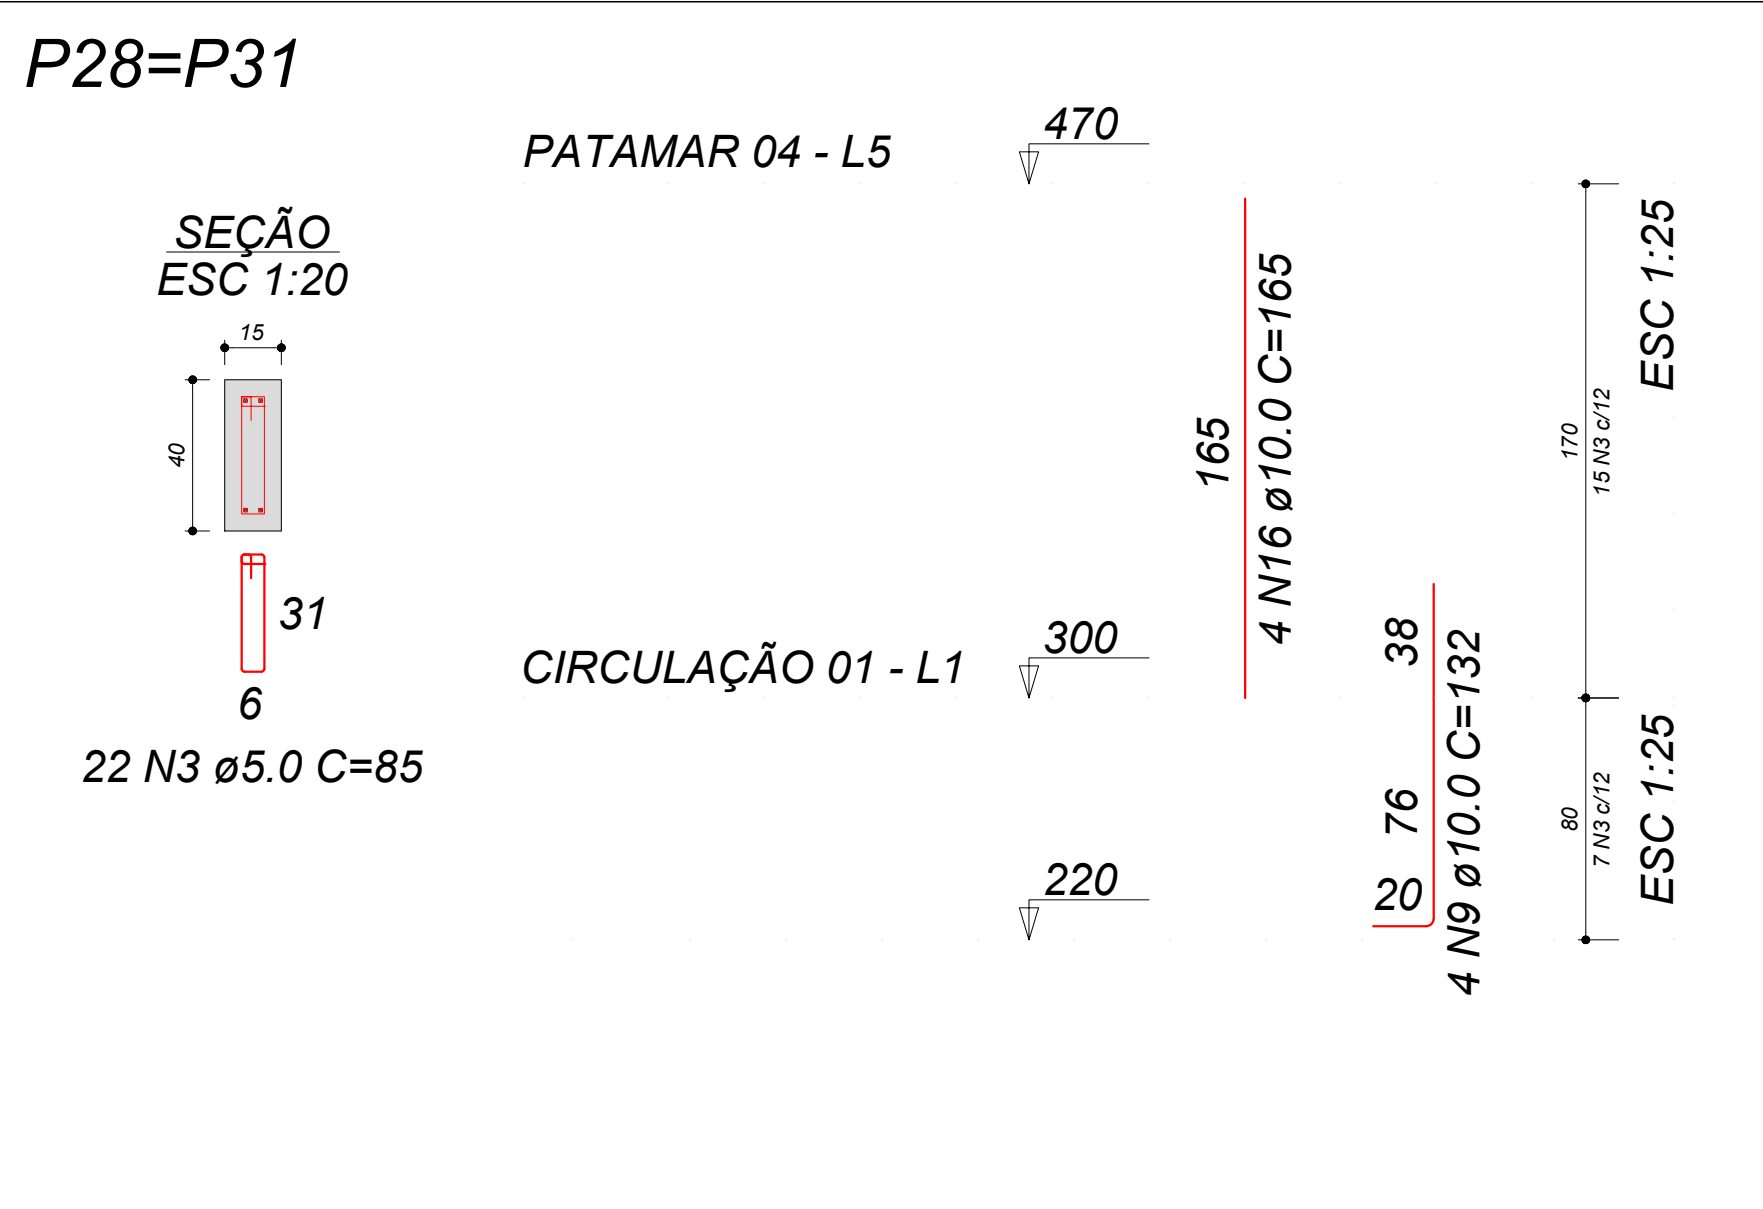 P28=P31
PATAMAR 04 - L5
470
SEÇÃO
ESC 1:20
15
40
31
6
22 N3 ø5.0 C=85
CIRCULAÇÃO 01 - L1
300
220
165
4 N16 ø10.0 C=165
38
76
20
4 N9 ø10.0 C=132
170
15 N3 c/12
ESC 1:25
80
7 N3 c/12
ESC 1:25